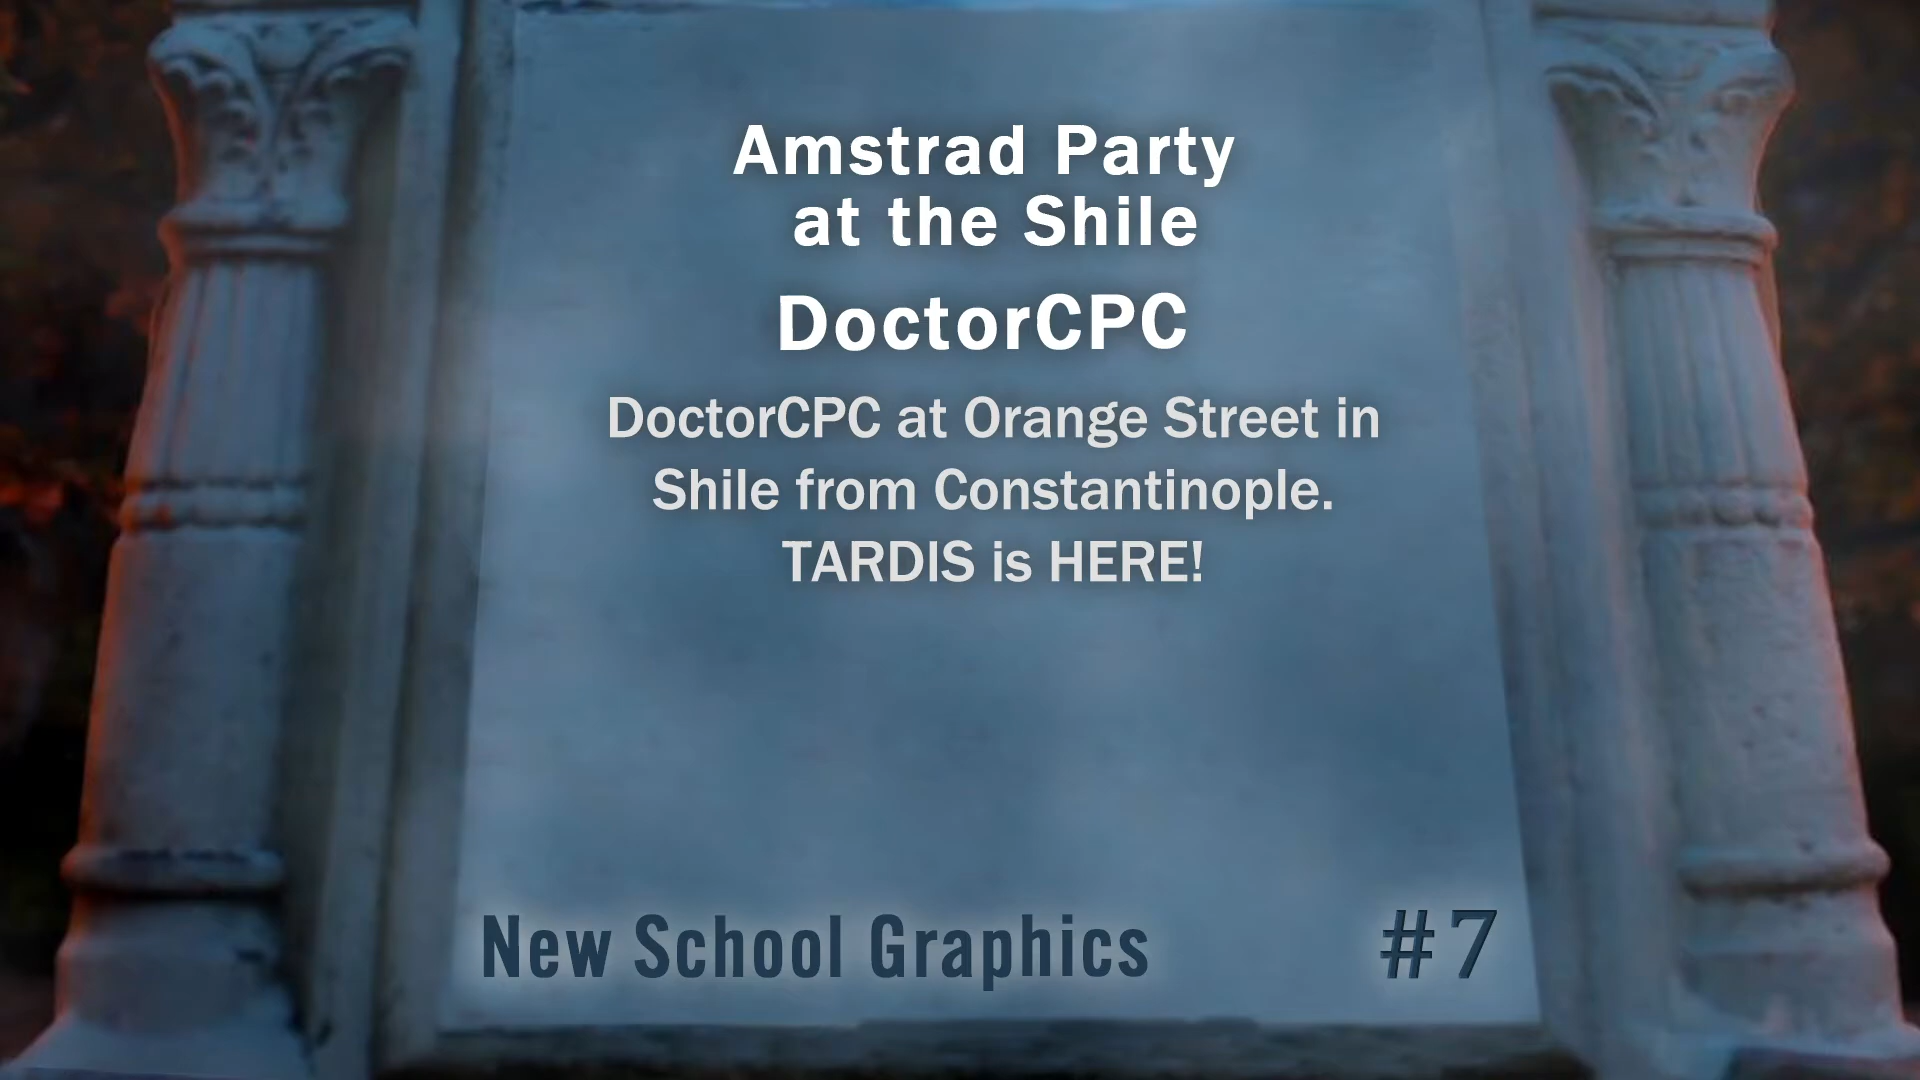 Amstrad Party
at the Shile
DoctorCPC
DoctorCPC at Orange Street in
Shile from Constantinople.
TARDIS is HERE!
New School Graphics #7